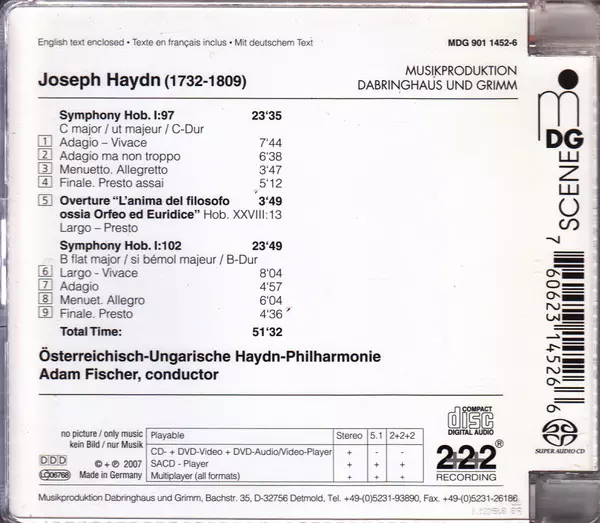 English text enclosed • Texte en français inclus • Mit deutschem Text
MDG 901 1452-6
Joseph Haydn (1732-1809)
MUSIKPRODUKTION
DABRINGHAUS UND GRIMM
Symphony Hob. I:97 23'35
C major / ut majeur / C-Dur
1 Adagio – Vivace 7'44
2 Adagio ma non troppo 6'38
3 Menuetto. Allegretto 3'47
4 Finale. Presto assai 5'12
5 Overture "L'anima del filosofo 3'49
ossia Orfeo ed Euridice" Hob. XXVIII:13
Largo – Presto
Symphony Hob. I:102 23'49
B flat major / si bémol majeur / B-Dur
6 Largo - Vivace 8'04
7 Adagio 4'57
8 Menuet. Allegro 6'04
9 Finale. Presto 4'36
Total Time: 51'32
Österreichisch-Ungarische Haydn-Philharmonie
Adam Fischer, conductor
MDG
SCENE
7 60623 14526 6
no picture / only music
kein Bild / nur Musik
DDD
LC06768
© + ℗ 2007
Made in Germany
Playable Stereo 5.1 2+2+2
CD- + DVD-Video + DVD-Audio/Video-Player + - -
SACD - Player + + +
Multiplayer (all formats) + + +
COMPACT
disc
DIGITAL AUDIO
2+2+2®
RECORDING
SUPER AUDIO CD
Musikproduktion Dabringhaus und Grimm, Bachstr. 35, D-32756 Detmold, Tel. +49-(0)5231-93890, Fax. +49-(0)5231-26186